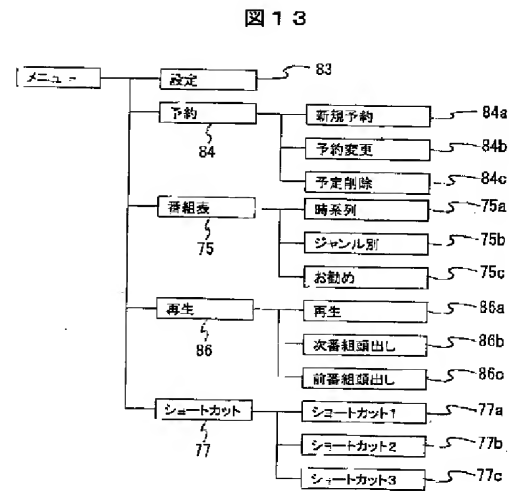 図13
メニュー
設定
83
予約
84
新規予約
84a
予約変更
84b
予定削除
84c
番組表
75
時系列
75a
ジャンル別
75b
お勧め
75c
再生
86
再生
86a
次番組頭出し
86b
前番組頭出し
86c
ショートカット
77
ショートカット1
77a
ショートカット2
77b
ショートカット3
77c